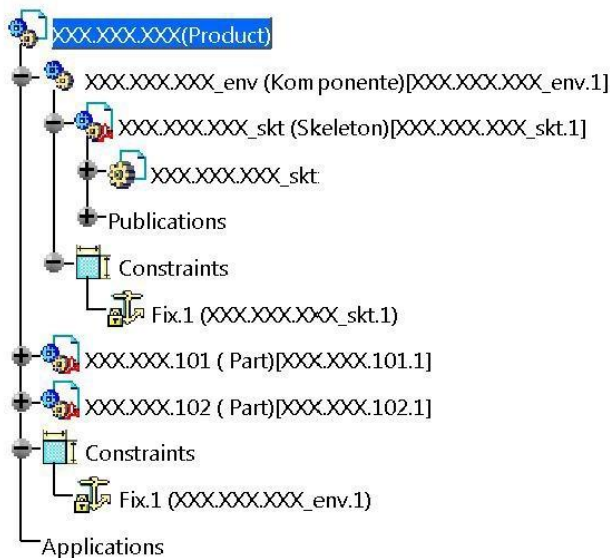 XXX.XXX.XXX(Product)
XXX.XXX.XXX_env (Komponente)[XXX.XXX.XXX_env.1]
XXX.XXX.XXX_skt (Skeleton)[XXX.XXX.XXX_skt.1]
XXX.XXX.XXX_skt
Publications
Constraints
Fix.1 (XXX.XXX.XXX_skt.1)
XXX.XXX.101 ( Part)[XXX.XXX.101.1]
XXX.XXX.102 ( Part)[XXX.XXX.102.1]
Constraints
Fix.1 (XXX.XXX.XXX_env.1)
Applications